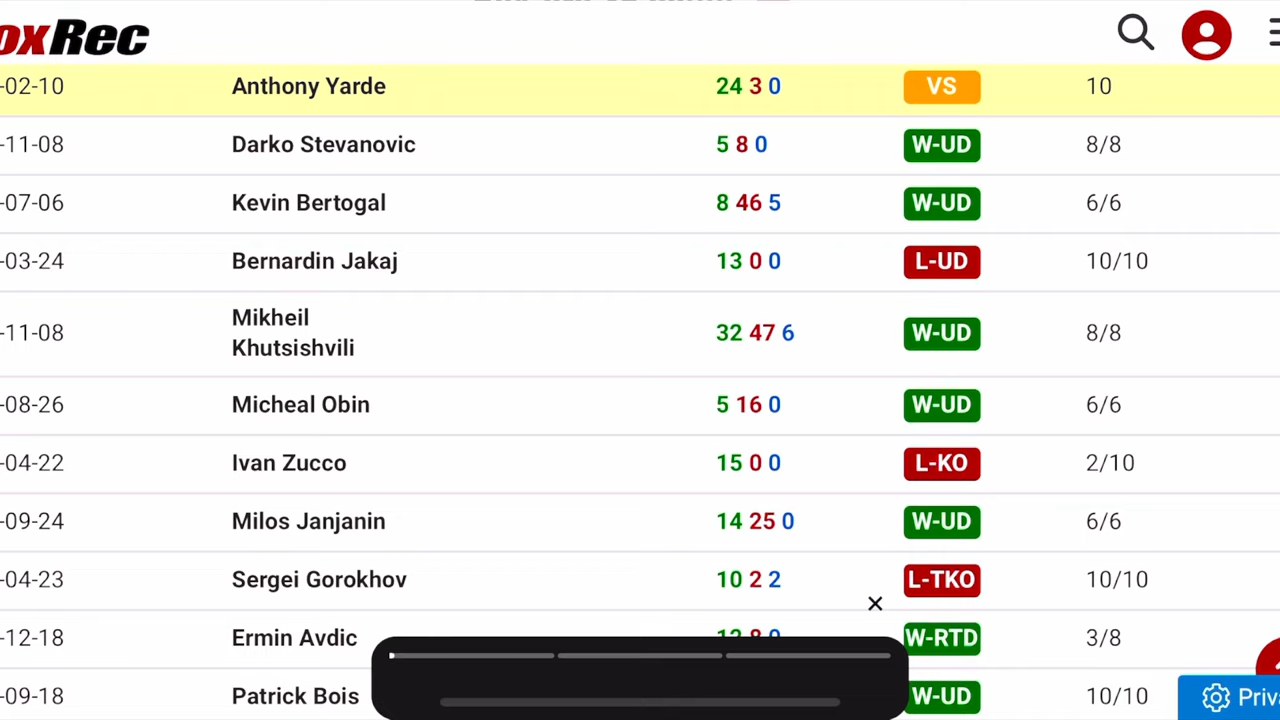 oxRec
-02-10 Anthony Yarde 24 3 0 VS 10
-11-08 Darko Stevanovic 5 8 0 W-UD 8/8
-07-06 Kevin Bertogal 8 46 5 W-UD 6/6
-03-24 Bernardin Jakaj 13 0 0 L-UD 10/10
-11-08 Mikheil Khutsishvili 32 47 6 W-UD 8/8
-08-26 Micheal Obin 5 16 0 W-UD 6/6
-04-22 Ivan Zucco 15 0 0 L-KO 2/10
-09-24 Milos Janjanin 14 25 0 W-UD 6/6
-04-23 Sergei Gorokhov 10 2 2 L-TKO 10/10
-12-18 Ermin Avdic W-RTD 3/8
-09-18 Patrick Bois W-UD 10/10
Priva